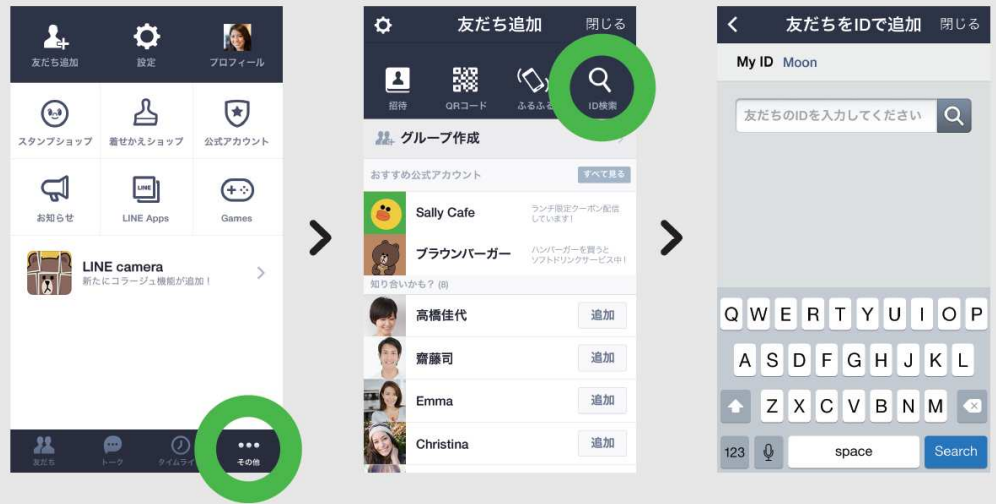 友だち追加
設定
プロフィール
スタンプショップ
着せかえショップ
公式アカウント
お知らせ
LINE
LINE Apps
Games
LINE camera
新たにコラージュ機能が追加！
友だち
トーク
タイムライ
その他
友だち追加
閉じる
招待
QRコード
ふるふる
ID検索
グループ作成
おすすめ公式アカウント
すべて見る
Sally Cafe
ランチ限定クーポン配信
しています！
ブラウンバーガー
ハンバーガーを買うと
ソフトドリンクサービス中！
知り合いかも？ (8)
高橋佳代
追加
齋藤司
追加
Emma
追加
Christina
追加
友だちをIDで追加
閉じる
My ID Moon
友だちのIDを入力してください
Q W E R T Y U I O P
A S D F G H J K L
Z X C V B N M
123
space
Search